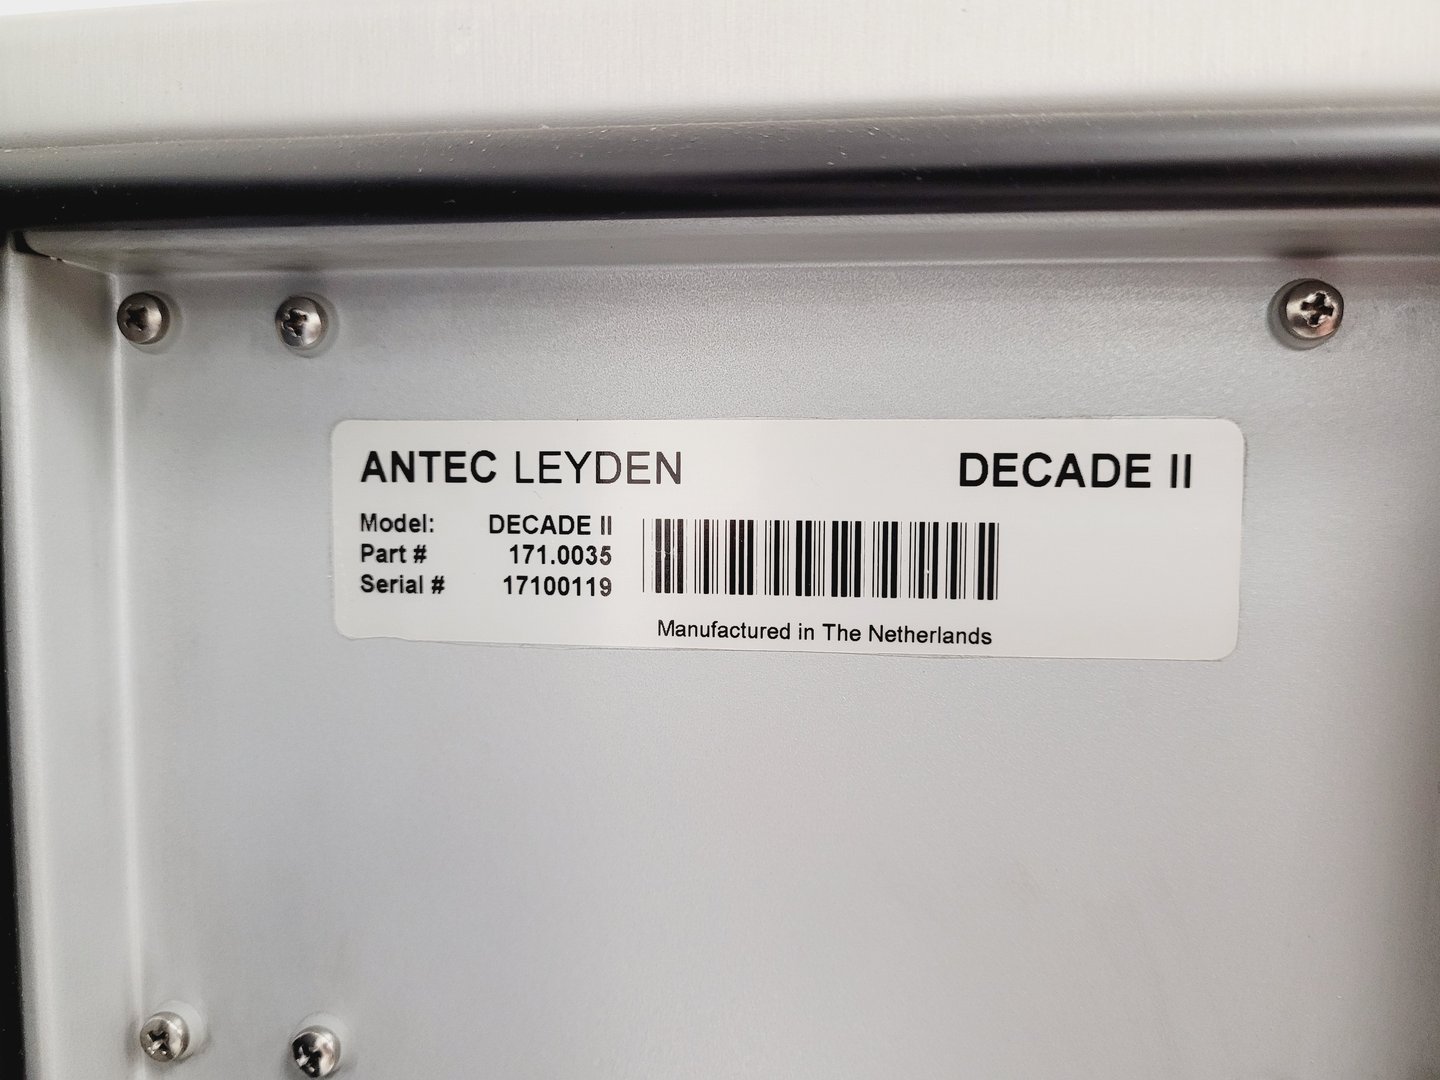 ANTEC LEYDEN DECADE II
Model: DECADE II
Part # 171.0035
Serial # 17100119
Manufactured in The Netherlands